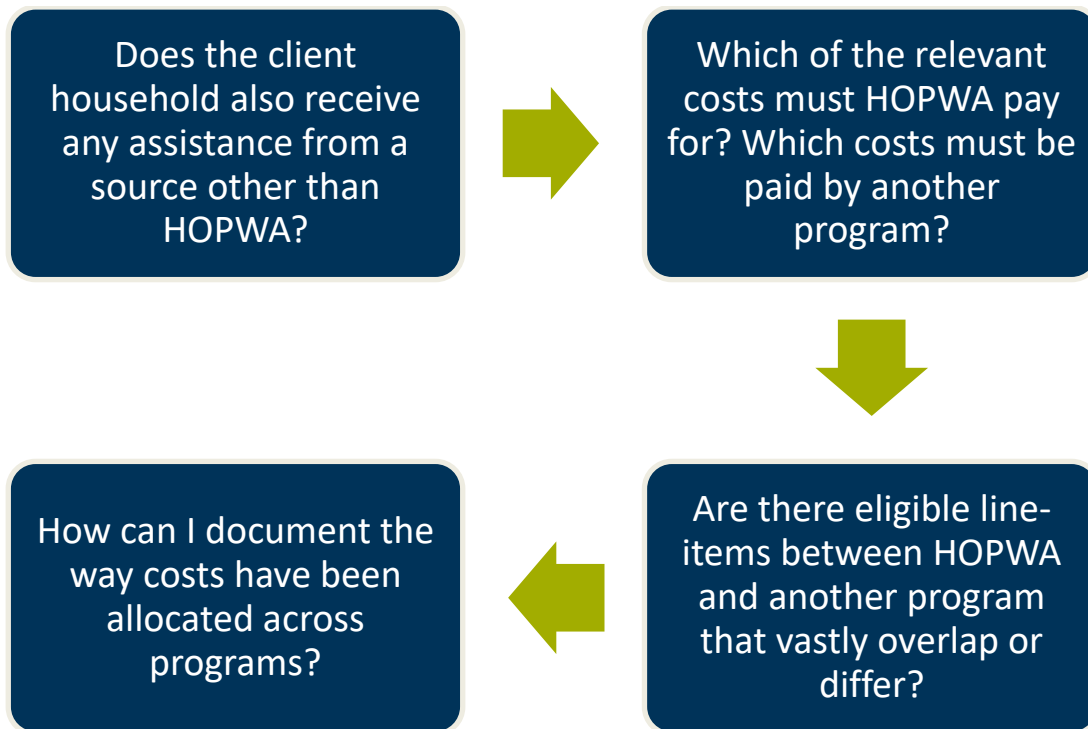 Does the client
household also receive
any assistance from a
source other than
HOPWA?
Which of the relevant
costs must HOPWA pay
for? Which costs must be
paid by another
program?
Are there eligible line-
items between HOPWA
and another program
that vastly overlap or
differ?
How can I document the
way costs have been
allocated across
programs?